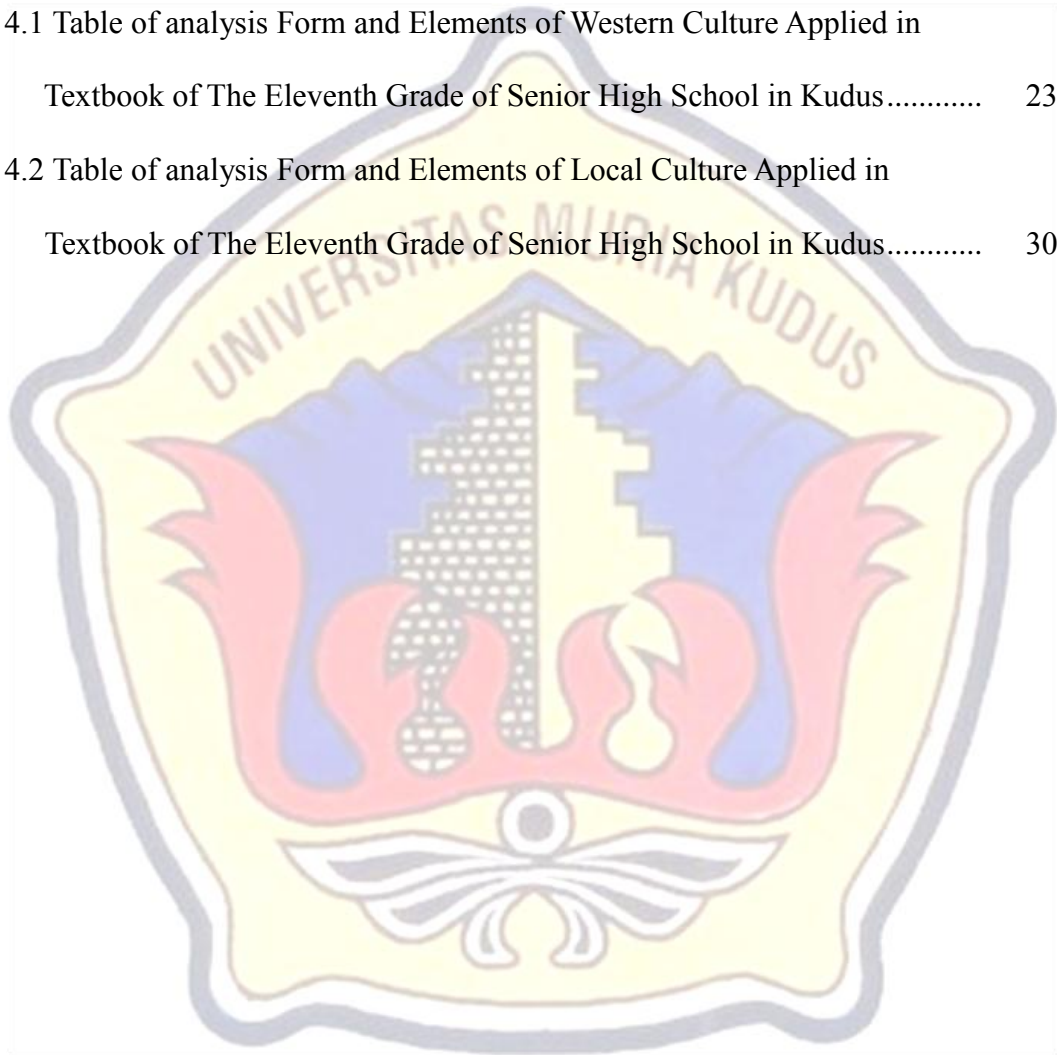 4.1 Table of analysis Form and Elements of Western Culture Applied in
Textbook of The Eleventh Grade of Senior High School in Kudus............ 23
4.2 Table of analysis Form and Elements of Local Culture Applied in
Textbook of The Eleventh Grade of Senior High School in Kudus............ 30
UNIVERSITAS MURIA KUDUS